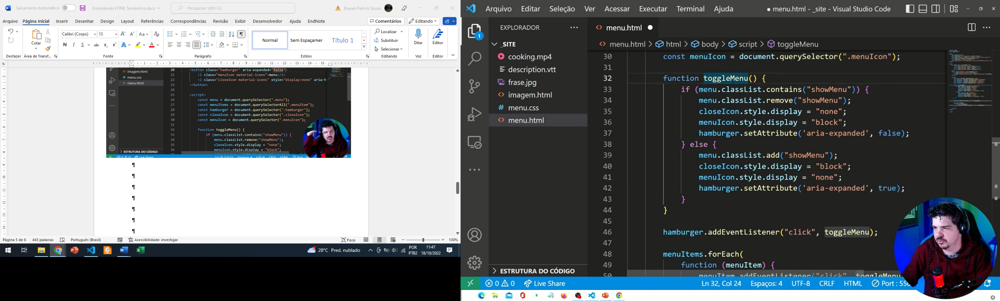 Salvamento Automático
Entendendo HTML Semântico.docx
Pesquisar (Alt+G)
Brayan Petrick Souza
Arquivo Página Inicial Inserir Desenhar Design Layout Referências Correspondências Revisão Exibir Desenvolvedor Ajuda EndNote
Comentários Editando
Calibri (Corpo) 13
Colar
Normal Sem Espaçamer Título 1
Localizar
Substituir
Selecionar
Ditar Editor
Desfazer Área de Transf... Fonte Parágrafo Estilos Editando Voz Editor
imagem.html
menu.css
menu.html
20 <button class="hamburger" aria-expanded="false">
21 <i class="menuIcon material-icons">menu</i>
22 <i class="closeIcon material-icons" style="display:none" aria-h
23 </button>
24
25 <script>
26 const menu = document.querySelector(".menu");
27 const menuItems = document.querySelectorAll(".menuItem");
28 const hamburger = document.querySelector(".hamburger");
29 const closeIcon = document.querySelector(".closeIcon");
30 const menuIcon = document.querySelector(".menuIcon");
31
32 function toggleMenu() {
33 if (menu.classList.contains("showMenu")) {
34 menu.classList.remove("showMenu");
35 closeIcon.style.display = "none";
36 menuIcon.style.display = "block";
ESTRUTURA DO CÓDIGO
Página 5 de 6 443 palavras Português (Brasil) Acessibilidade: investigar Foco 100%
28°C Pred. nublado
POR
PTB2
11:47
18/10/2022
Arquivo Editar Seleção Ver Acessar Executar Terminal Ajuda
● menu.html - _site - Visual Studio Code
EXPLORADOR
menu.html
1
_SITE
menu.html > html > body > script > toggleMenu
cooking.mp4
description.vtt
frase.jpg
imagem.html
menu.css
menu.html
ESTRUTURA DO CÓDIGO
30 const menuIcon = document.querySelector(".menuIcon");
31
32 function toggleMenu() {
33 if (menu.classList.contains("showMenu")) {
34 menu.classList.remove("showMenu");
35 closeIcon.style.display = "none";
36 menuIcon.style.display = "block";
37 hamburger.setAttribute('aria-expanded', false);
38 } else {
39 menu.classList.add("showMenu");
40 closeIcon.style.display = "block";
41 menuIcon.style.display = "none";
42 hamburger.setAttribute('aria-expanded', true);
43 }
44 }
45
46 hamburger.addEventListener("click", toggleMenu);
47
48 menuItems.forEach(
49 function (menuItem) {
50 menuItem.addEventListener("click", toggleMenu
0 0 Live Share Ln 32, Col 24 Espaços: 4 UTF-8 CRLF HTML Port : 550